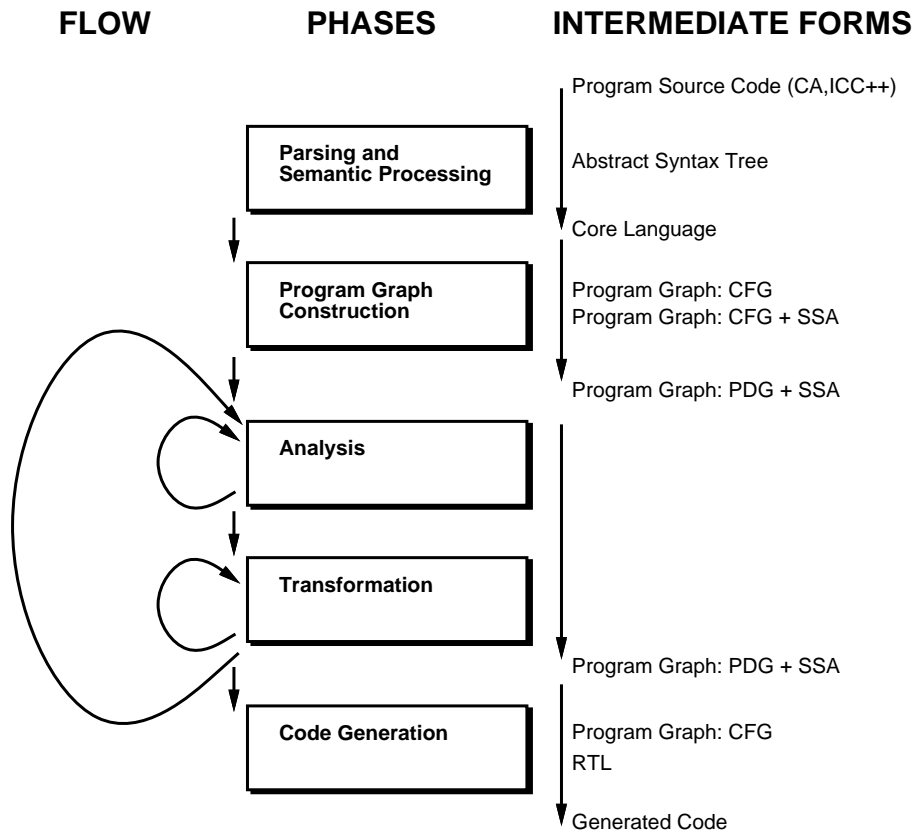 FLOW PHASES INTERMEDIATE FORMS
Program Source Code (CA,ICC++)
Parsing and
Semantic Processing
Abstract Syntax Tree
Core Language
Program Graph
Construction
Program Graph: CFG
Program Graph: CFG + SSA
Program Graph: PDG + SSA
Analysis
Transformation
Program Graph: PDG + SSA
Code Generation
Program Graph: CFG
RTL
Generated Code